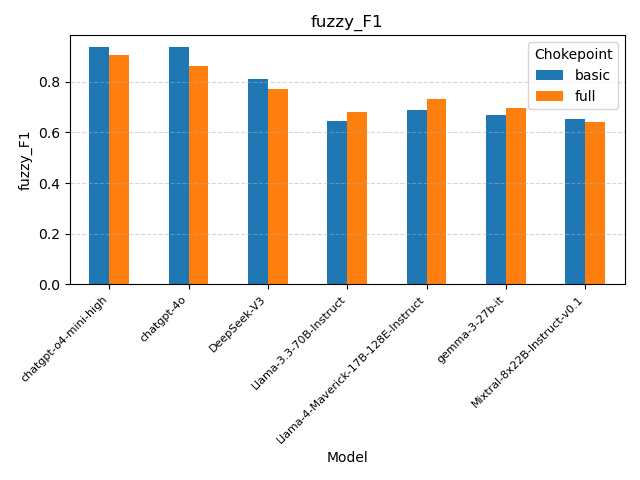 fuzzy_F1
Chokepoint
basic
full
fuzzy_F1
0.8
0.6
0.4
0.2
0.0
chatgpt-o4-mini-high
chatgpt-4o
DeepSeek-V3
Llama-3.3-70B-Instruct
Llama-4-Maverick-17B-128E-Instruct
gemma-3-27b-it
Mixtral-8x22B-Instruct-v0.1
Model